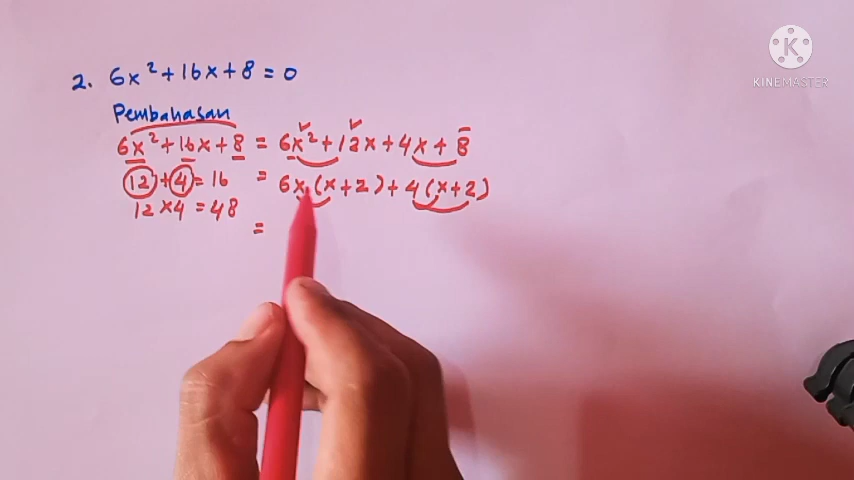 KINEMASTER
2. 6x² + 16x + 8 = 0
Pembahasan
6x² + 16x + 8 = 6x² + 12x + 4x + 8
12 + 4 = 16 = 6x (x + 2) + 4 (x + 2)
12 × 4 = 48
=